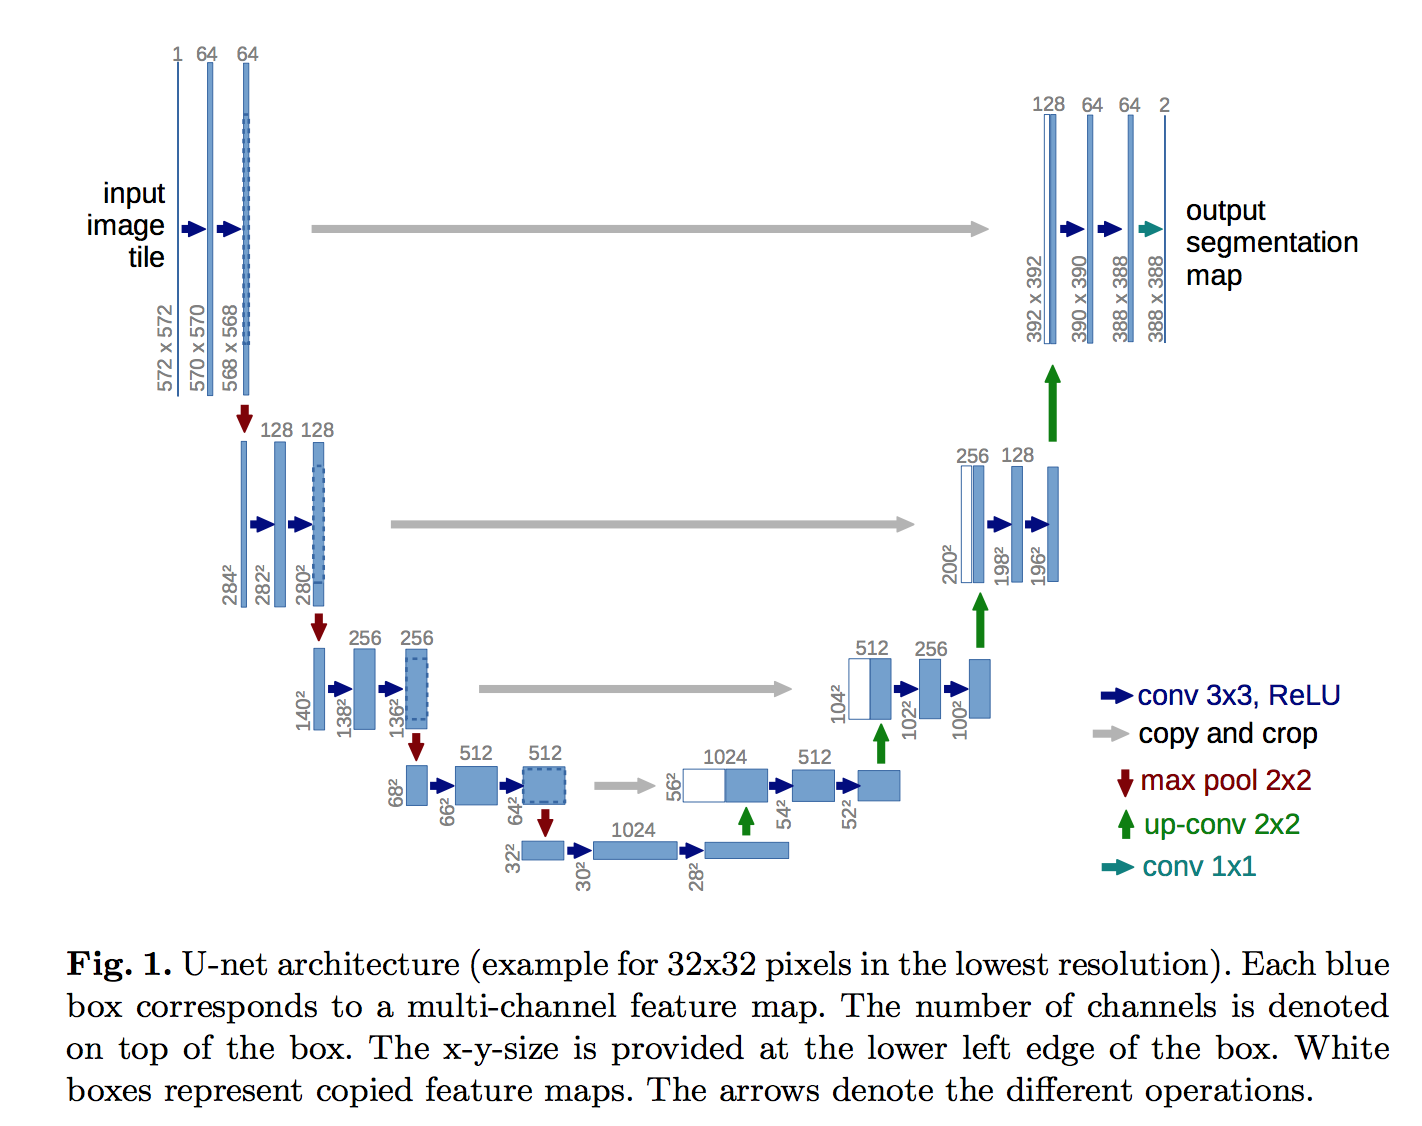 1 64 64
input
image
tile
572 x 572
570 x 570
568 x 568
128 64 64 2
output
segmentation
map
392 x 392
390 x 390
388 x 388
388 x 388
128 128
284²
282²
280²
256 128
200²
198²
196²
256 256
140²
138²
136²
512 256
104²
102²
100²
512 512
68²
66²
64²
1024 512
56²
54²
52²
1024
32²
30²
28²
conv 3x3, ReLU
copy and crop
max pool 2x2
up-conv 2x2
conv 1x1
Fig. 1. U-net architecture (example for 32x32 pixels in the lowest resolution). Each blue
box corresponds to a multi-channel feature map. The number of channels is denoted
on top of the box. The x-y-size is provided at the lower left edge of the box. White
boxes represent copied feature maps. The arrows denote the different operations.